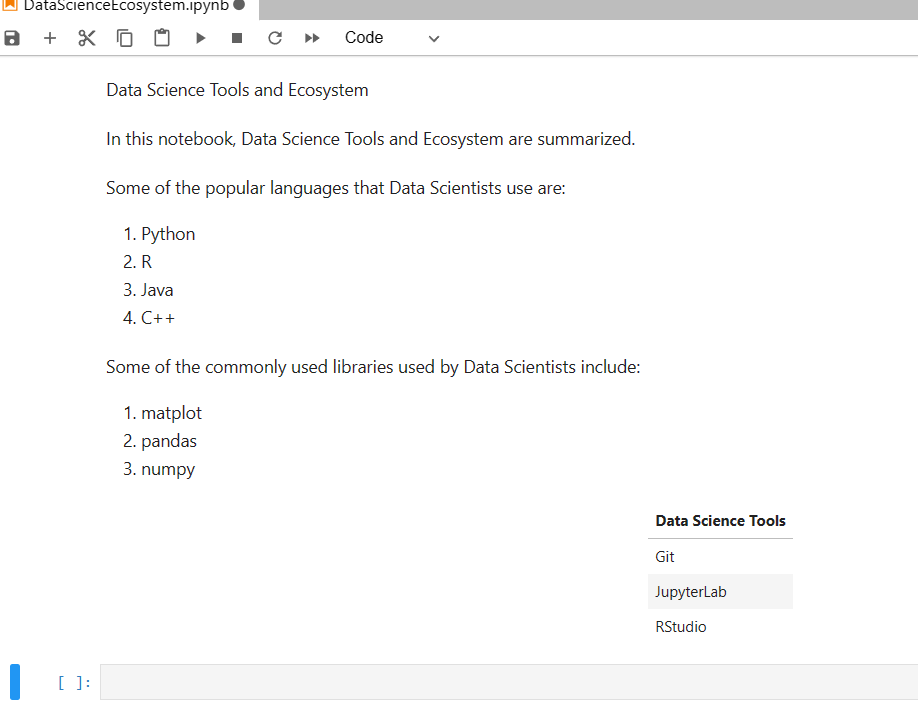 DataScienceEcosystem.ipynb
Code
Data Science Tools and Ecosystem
In this notebook, Data Science Tools and Ecosystem are summarized.
Some of the popular languages that Data Scientists use are:
1. Python
2. R
3. Java
4. C++
Some of the commonly used libraries used by Data Scientists include:
1. matplot
2. pandas
3. numpy
Data Science Tools
Git
JupyterLab
RStudio
[ ]: